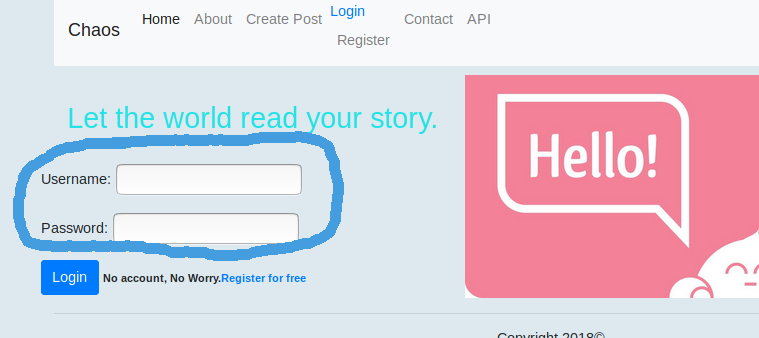 Chaos Home About Create Post Login Contact API
Register
Let the world read your story.
Hello!
Username:
Password:
Login No account, No Worry.Register for free
Copyright 2018©